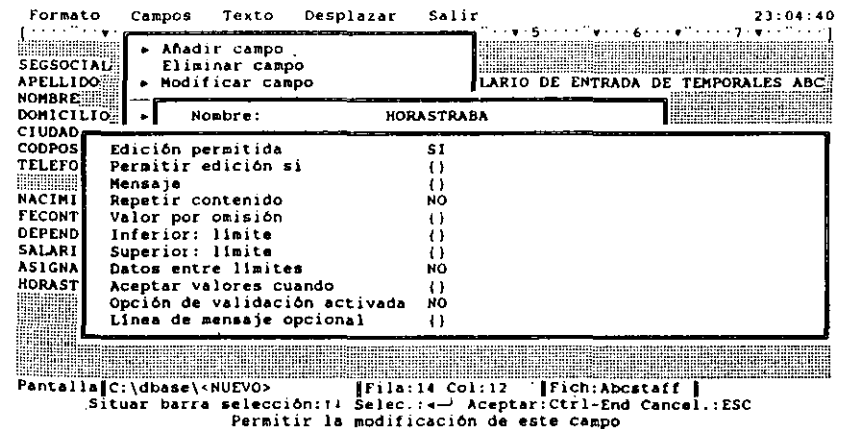 Formato Campos Texto Desplazar Salir 23:04:40
[ 5 6 7 ]
► Añadir campo
SEGSOCIAL Eliminar campo
APELLIDO ► Modificar campo LARIO DE ENTRADA DE TEMPORALES ABC
NOMBRE
DOMICILIO ► Nombre: HORASTRABA
CIUDAD
CODPOS Edición permitida SI
TELEFO Permitir edición si {}
Mensaje {}
NACIMI Repetir contenido NO
FECONT Valor por omisión {}
DEPEND Inferior: límite {}
SALARI Superior: límite {}
ASIGNA Datos entre límites NO
HORAST Aceptar valores cuando {}
Opción de validación activada NO
Línea de mensaje opcional {}
Pantalla C:\dbase\<NUEVO> Fila:14 Col:12 Fich:Abcstaff
Situar barra selección:↑↓ Selec.:◄┘ Aceptar:Ctrl-End Cancel.:ESC
Permitir la modificación de este campo